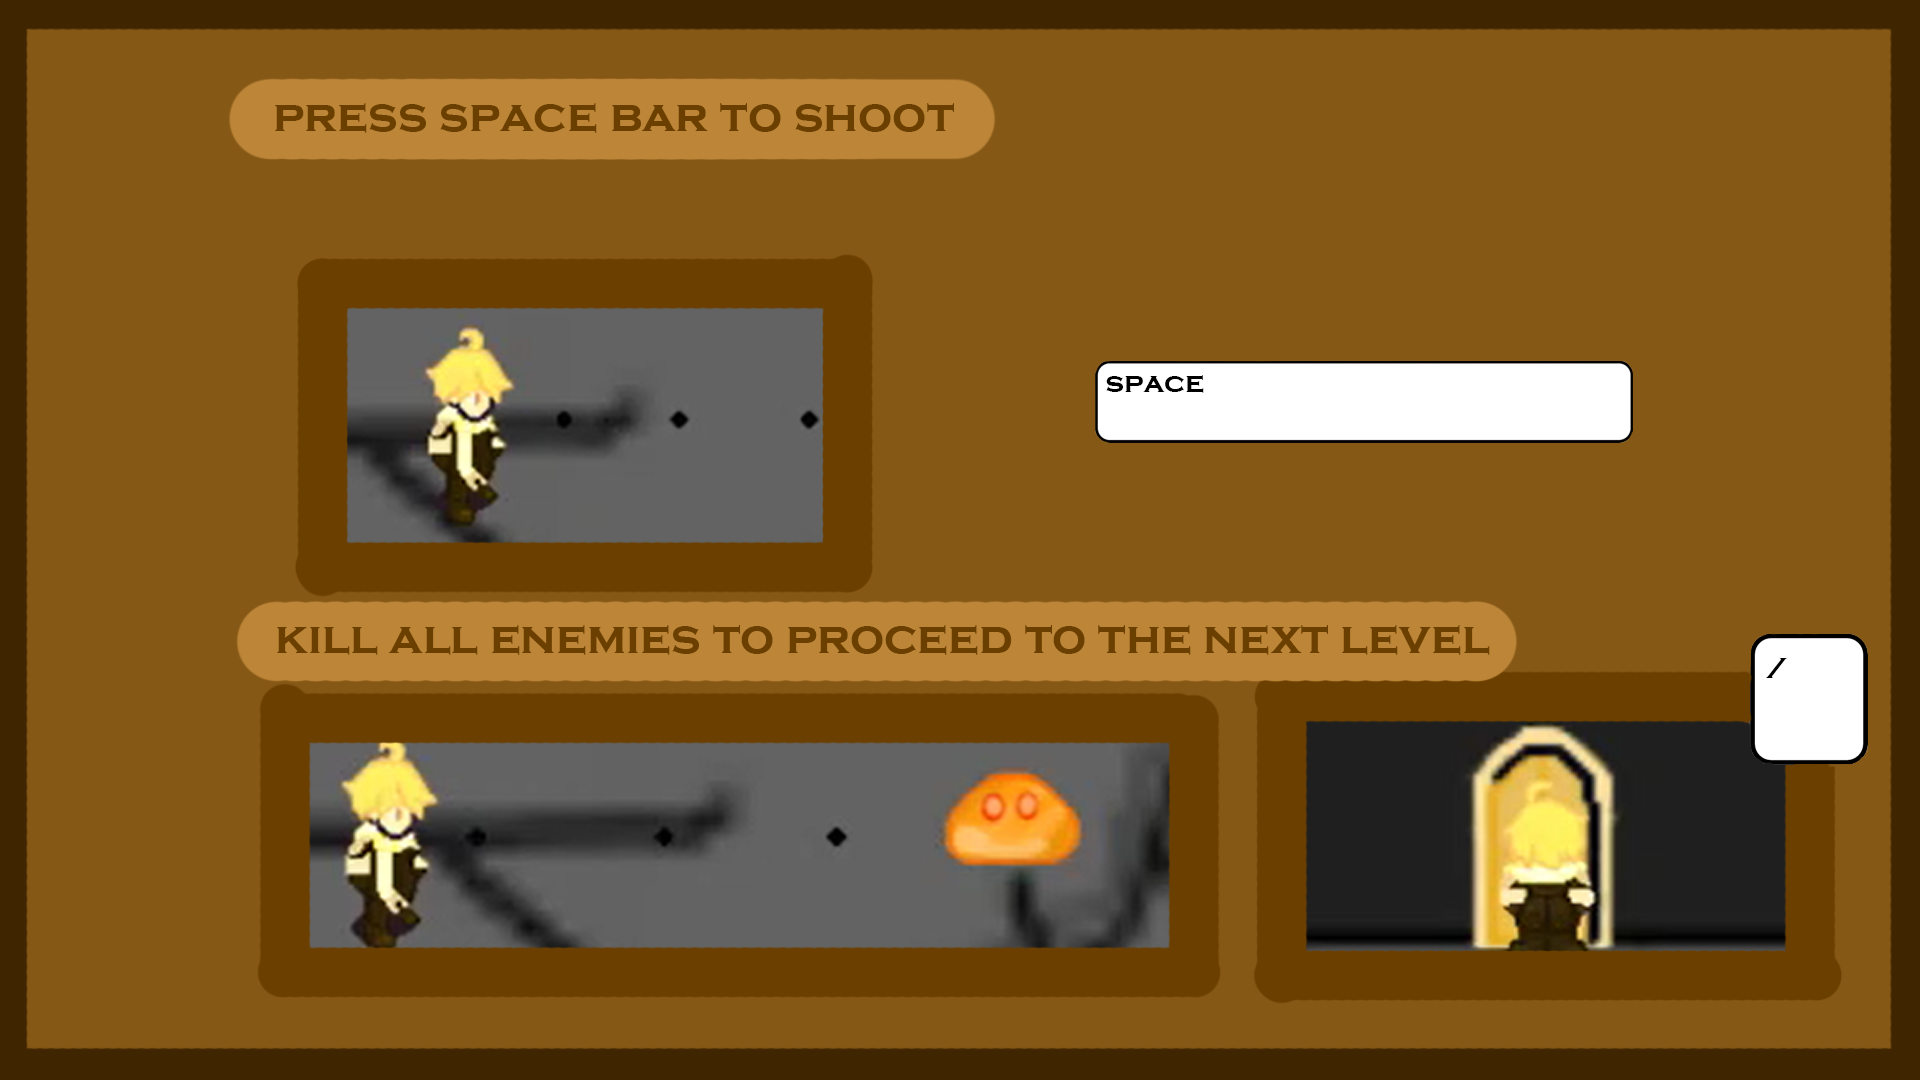 PRESS SPACE BAR TO SHOOT
SPACE
KILL ALL ENEMIES TO PROCEED TO THE NEXT LEVEL
/